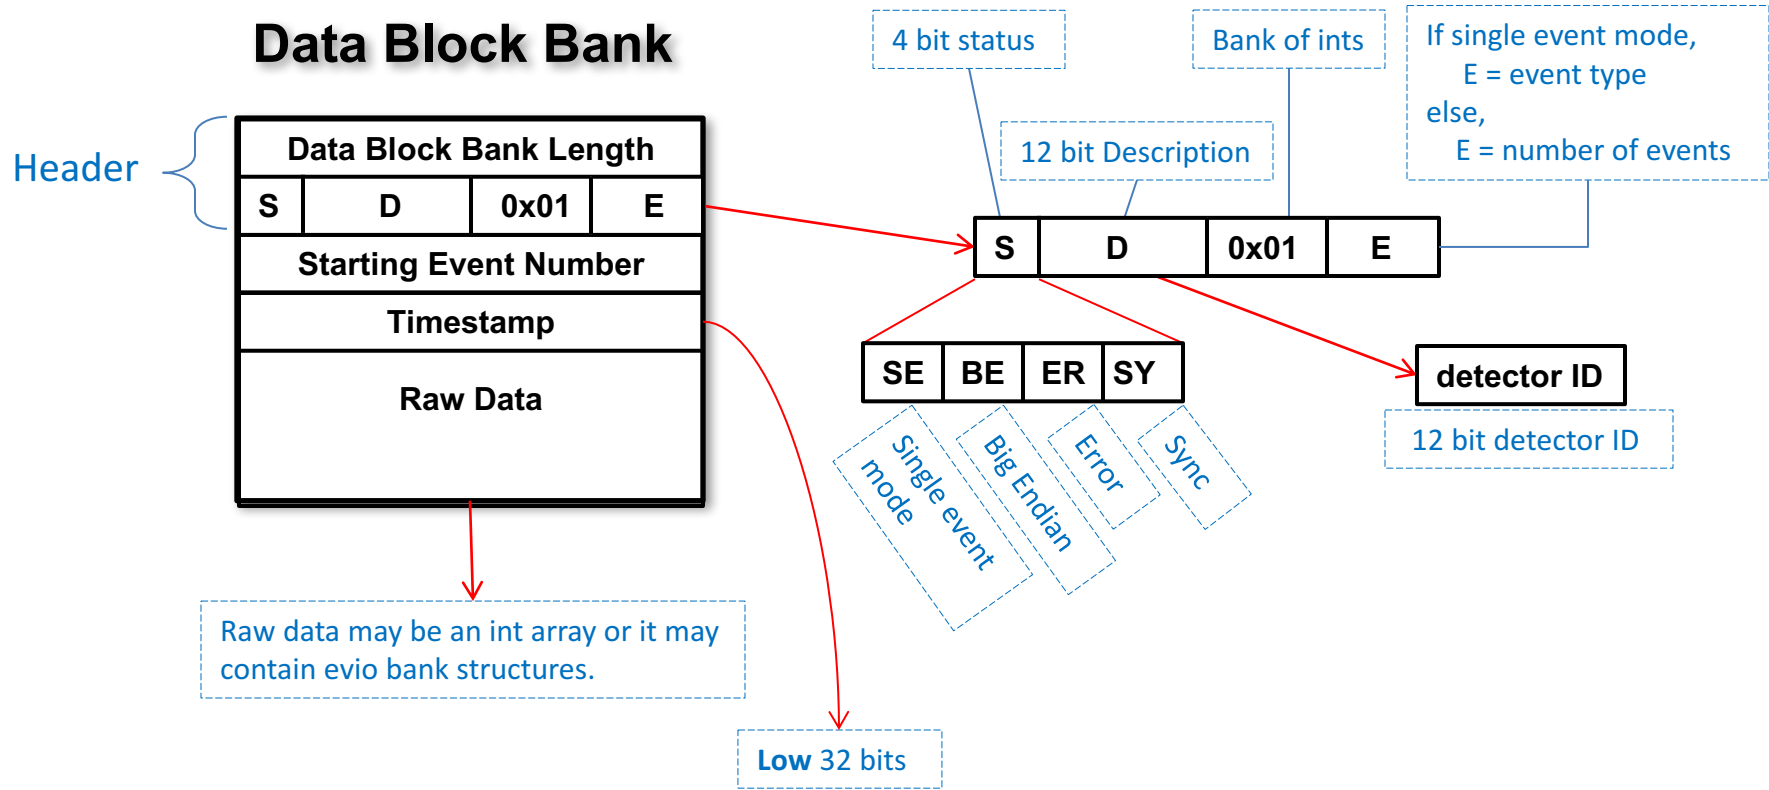 Data Block Bank
Header
Data Block Bank Length
S D 0x01 E
Starting Event Number
Timestamp
Raw Data
Raw data may be an int array or it may
contain evio bank structures.
Low 32 bits
4 bit status
12 bit Description
Bank of ints
If single event mode,
E = event type
else,
E = number of events
S D 0x01 E
SE BE ER SY
Single event
mode
Big Endian
Error
Sync
detector ID
12 bit detector ID